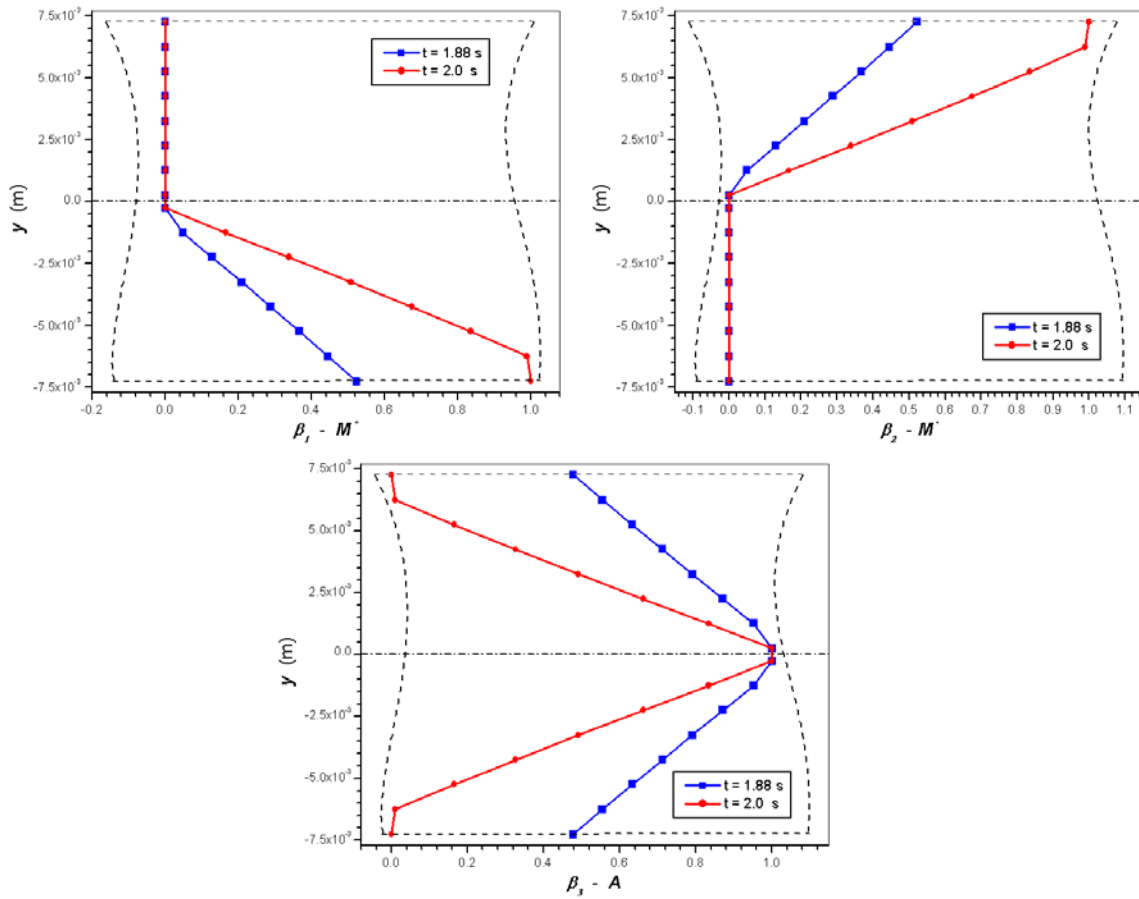 7.5x10⁻³
5.0x10⁻³
2.5x10⁻³
0.0
-2.5x10⁻³
-5.0x10⁻³
-7.5x10⁻³
y (m)
t = 1.88 s
t = 2.0 s
-0.2 0.0 0.2 0.4 0.6 0.8 1.0
β₁ -
7.5x10⁻³
5.0x10⁻³
2.5x10⁻³
0.0
-2.5x10⁻³
-5.0x10⁻³
-7.5x10⁻³
y (m)
t = 1.88 s
t = 2.0 s
-0.1 0.0 0.1 0.2 0.3 0.4 0.5 0.6 0.7 0.8 0.9 1.0 1.1
β₂ -
7.5x10⁻³
5.0x10⁻³
2.5x10⁻³
0.0
-2.5x10⁻³
-5.0x10⁻³
-7.5x10⁻³
y (m)
t = 1.88 s
t = 2.0 s
0.0 0.2 0.4 0.6 0.8 1.0
β₃ - A